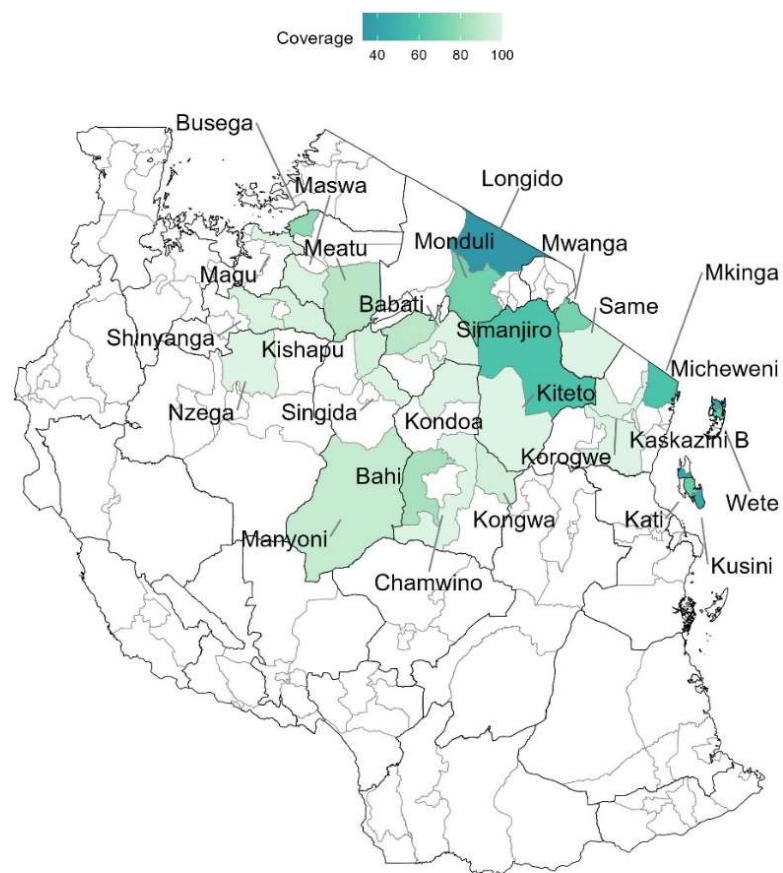 Coverage
40 60 80 100
Busega
Maswa
Longido
Meatu
Monduli
Mwanga
Magu
Mkinga
Babati
Same
Shinyanga
Simanjiro
Kishapu
Micheweni
Nzega
Singida
Kiteto
Kondoa
Kaskazini B
Korogwe
Bahi
Wete
Kongwa
Kati
Manyoni
Kusini
Chamwino